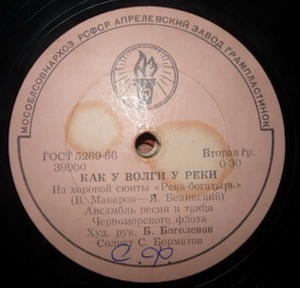 МОСОБЛСОВНАРХОЗ РСФСР АПРЕЛЕВСКИЙ ЗАВОД ГРАМПЛАСТИНОК
ГОСТ 5289-56
Вторая гр.
39900
0-30
КАК У ВОЛГИ У РЕКИ
Из хоровой сюиты «Река-богатырь»
(В. Макаров—Я. Белинский)
Ансамбль песни и танца
Черноморского флота
Худ. рук. Б. Боголепов
Солист С. Борматов